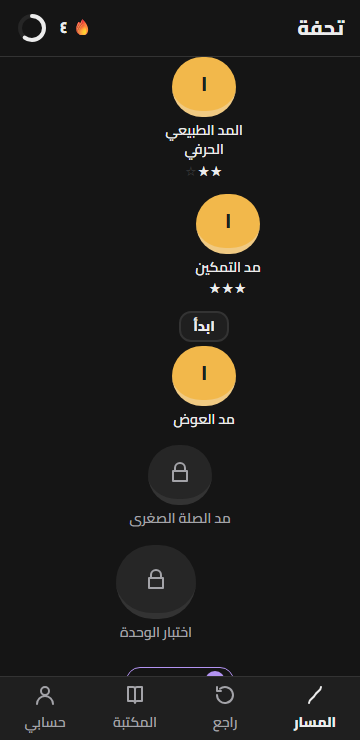 تحفة
٤
ا
المد الطبيعي
الحرفي
★★☆
ا
مد التمكين
★★★
ابدأ
ا
مد العوض
مد الصلة الصغرى
اختبار الوحدة
المسار
راجع
المكتبة
حسابي